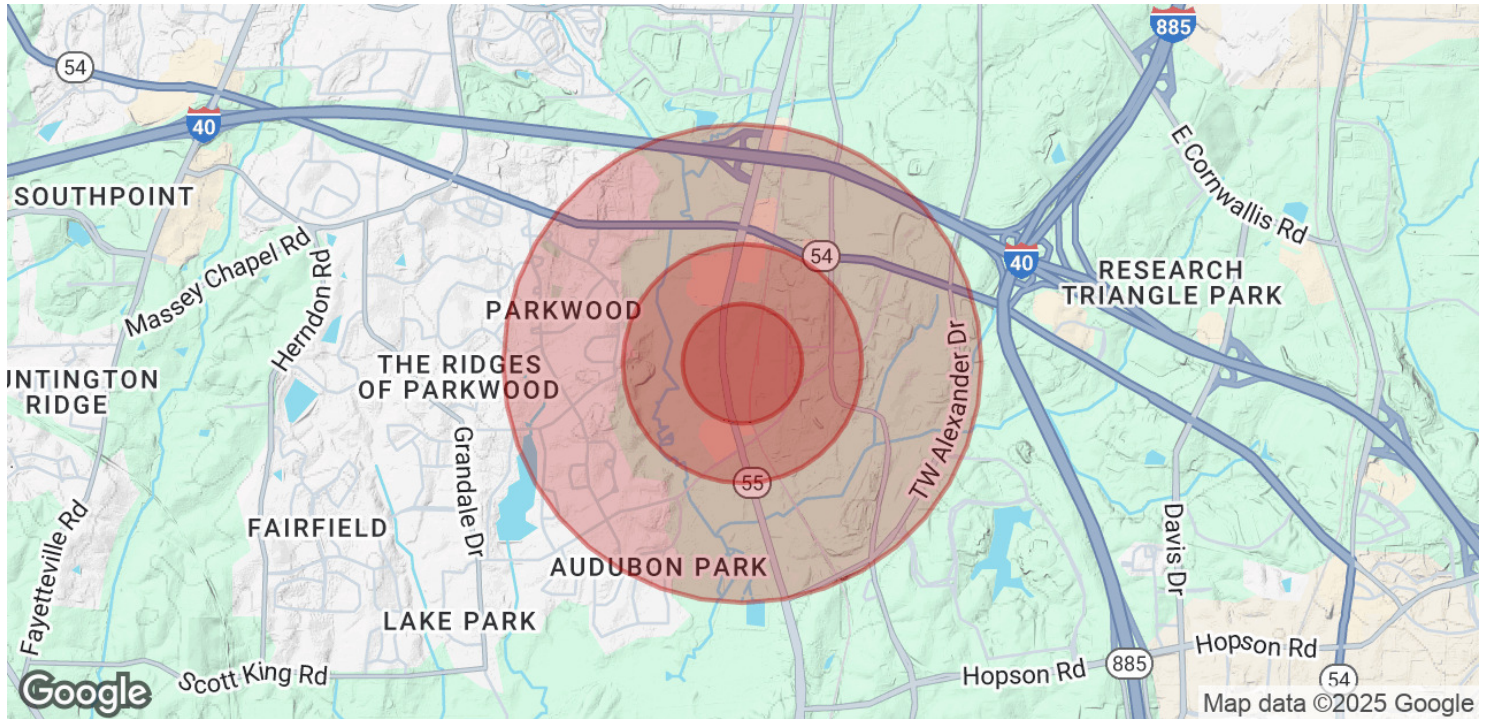 885
54
40
E Cornwallis Rd
SOUTHPOINT
Massey Chapel Rd
Herndon Rd
54
40
RESEARCH
TRIANGLE PARK
PARKWOOD
THE RIDGES
OF PARKWOOD
UNTINGTON
RIDGE
TW Alexander Dr
Grandale Dr
55
Fayetteville Rd
FAIRFIELD
Davis Dr
AUDUBON PARK
LAKE PARK
Scott King Rd
Hopson Rd
885
Hopson Rd
54
Google
Map data ©2025 Google